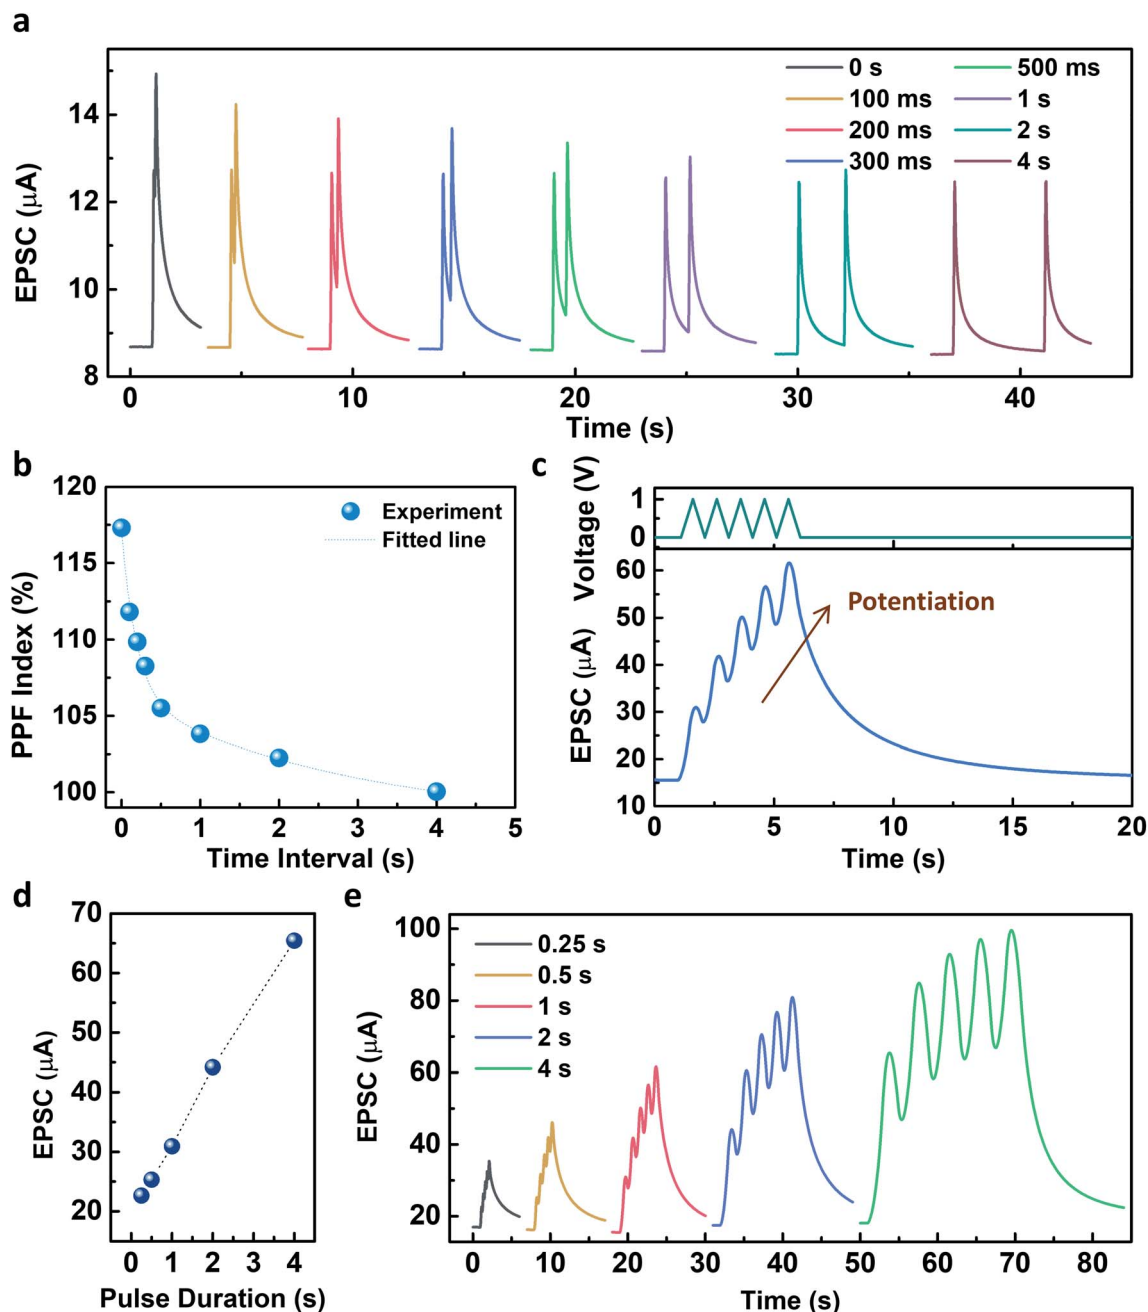 a
EPSC (μA)
14
12
10
8
0 s
100 ms
200 ms
300 ms
500 ms
1 s
2 s
4 s
0 10 20 30 40
Time (s)
b
PPF Index (%)
120
115
110
105
100
Experiment
Fitted line
0 1 2 3 4 5
Time Interval (s)
c
Voltage (V)
1
0
EPSC (μA)
60
50
40
30
20
10
Potentiation
0 5 10 15 20
Time (s)
d
EPSC (μA)
70
60
50
40
30
20
0 1 2 3 4
Pulse Duration (s)
e
EPSC (μA)
100
80
60
40
20
0.25 s
0.5 s
1 s
2 s
4 s
0 10 20 30 40 50 60 70 80
Time (s)